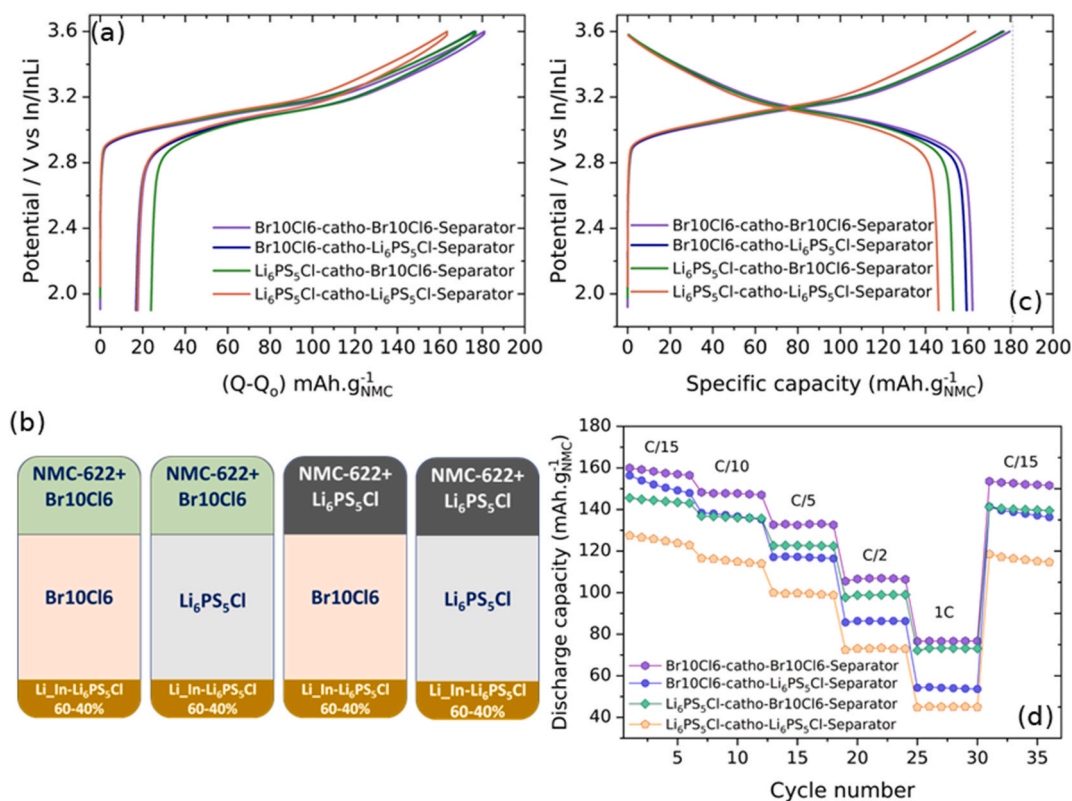 (a)
Potential / V vs In/InLi
3.6
3.2
2.8
2.4
2.0
Br10Cl6-catho-Br10Cl6-Separator
Br10Cl6-catho-Li₆PS₅Cl-Separator
Li₆PS₅Cl-catho-Br10Cl6-Separator
Li₆PS₅Cl-catho-Li₆PS₅Cl-Separator
0 20 40 60 80 100 120 140 160 180 200
(Q-Qₒ) mAh.g⁻¹NMC
Potential / V vs In/InLi
3.6
3.2
2.8
2.4
2.0
Br10Cl6-catho-Br10Cl6-Separator
Br10Cl6-catho-Li₆PS₅Cl-Separator
Li₆PS₅Cl-catho-Br10Cl6-Separator
Li₆PS₅Cl-catho-Li₆PS₅Cl-Separator
(c)
0 20 40 60 80 100 120 140 160 180 200
Specific capacity (mAh.g⁻¹NMC)
(b)
NMC-622+
Br10Cl6
Br10Cl6
Li_In-Li₆PS₅Cl
60-40%
NMC-622+
Br10Cl6
Li₆PS₅Cl
Li_In-Li₆PS₅Cl
60-40%
NMC-622+
Li₆PS₅Cl
Br10Cl6
Li_In-Li₆PS₅Cl
60-40%
NMC-622+
Li₆PS₅Cl
Li₆PS₅Cl
Li_In-Li₆PS₅Cl
60-40%
Discharge capacity (mAh.g⁻¹NMC)
180
160
140
120
100
80
60
40
C/15
C/10
C/5
C/2
1C
C/15
Br10Cl6-catho-Br10Cl6-Separator
Br10Cl6-catho-Li₆PS₅Cl-Separator
Li₆PS₅Cl-catho-Br10Cl6-Separator
Li₆PS₅Cl-catho-Li₆PS₅Cl-Separator
(d)
5 10 15 20 25 30 35
Cycle number